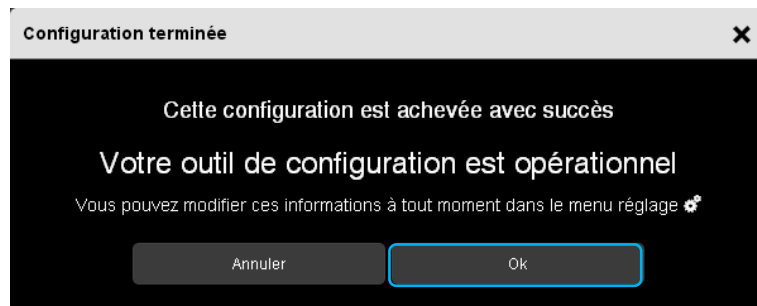 Configuration terminée
Cette configuration est achevée avec succès
Votre outil de configuration est opérationnel
Vous pouvez modifier ces informations à tout moment dans le menu réglage
Annuler
Ok